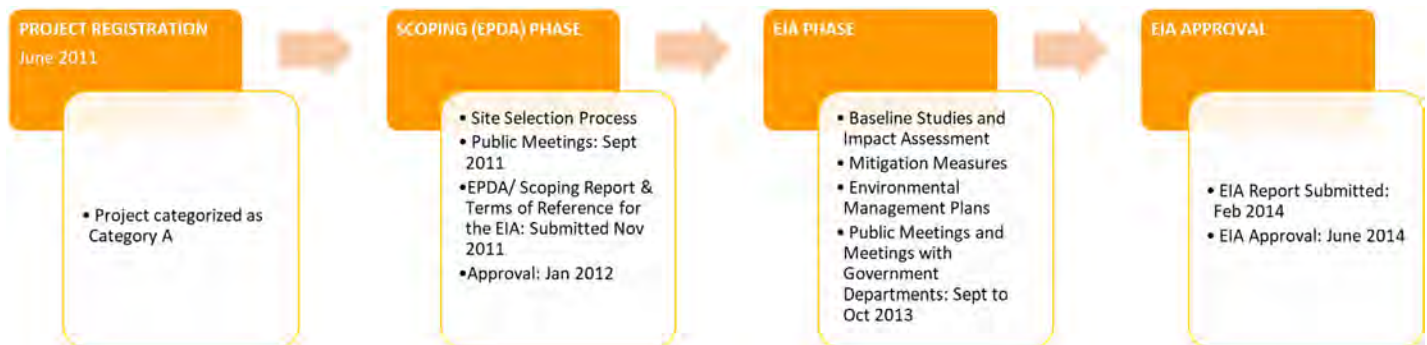 PROJECT REGISTRATION
June 2011
• Project categorized as
Category A
SCOPING (EPDA) PHASE
• Site Selection Process
• Public Meetings: Sept
2011
•EPDA/ Scoping Report &
Terms of Reference for
the EIA: Submitted Nov
2011
•Approval: Jan 2012
EIA PHASE
• Baseline Studies and
Impact Assessment
• Mitigation Measures
• Environmental
Management Plans
• Public Meetings and
Meetings with
Government
Departments: Sept to
Oct 2013
EIA APPROVAL
• EIA Report Submitted:
Feb 2014
• EIA Approval: June 2014